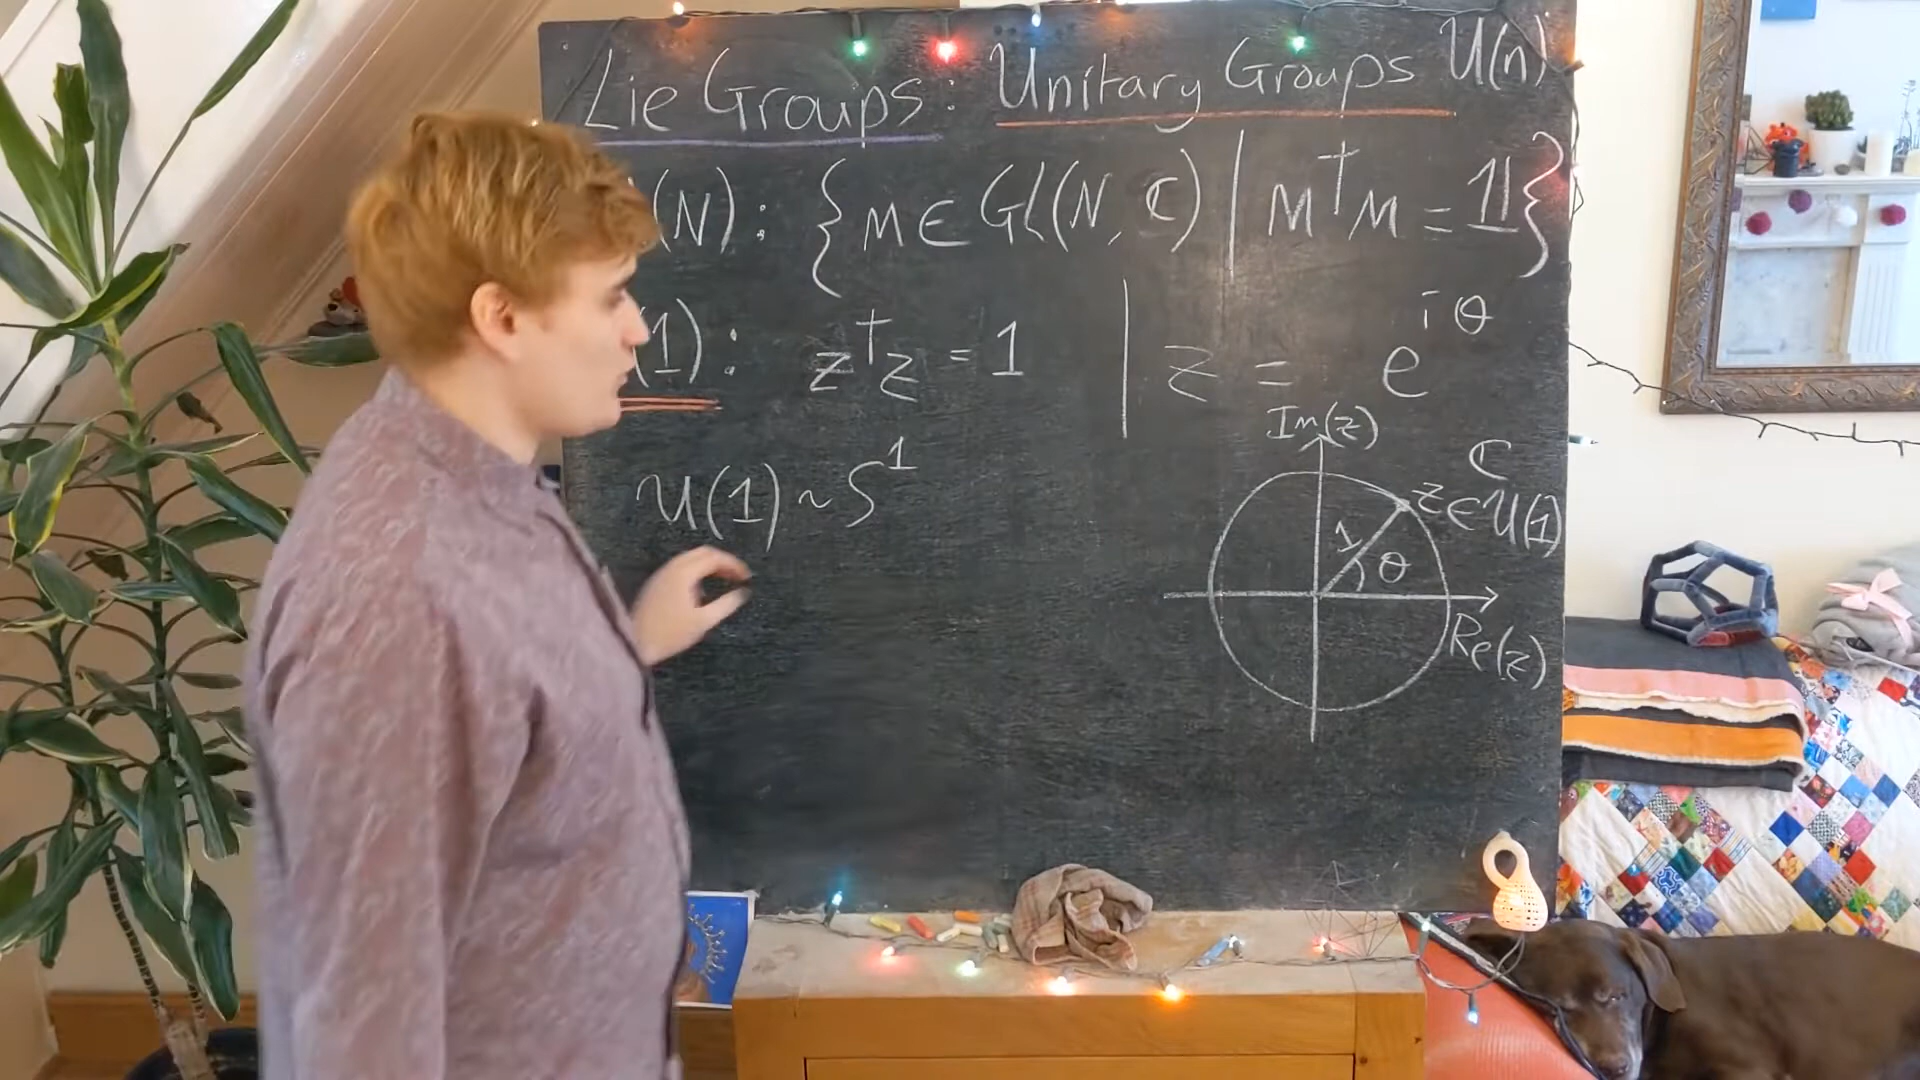 Lie Groups: Unitary Groups U(n)
(N): {M ∈ GL(N, ℂ) | M†M = 𝟙}
(1): z†z = 1 | z = e^{iθ}
U(1) ~ S¹
Im(z)
ℂ
z ∈ U(1)
1
θ
Re(z)